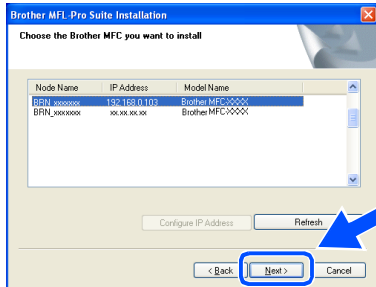 Brother MFL-Pro Suite Installation
Choose the Brother MFC you want to install
Node Name IP Address Model Name
BRN_xxxxxxx 192.168.0.103 Brother MFC-XXXX
BRN_xxxxxxx xx.xx.xx.xx Brother MFC-XXXX
Configure IP Address Refresh
< Back Next > Cancel